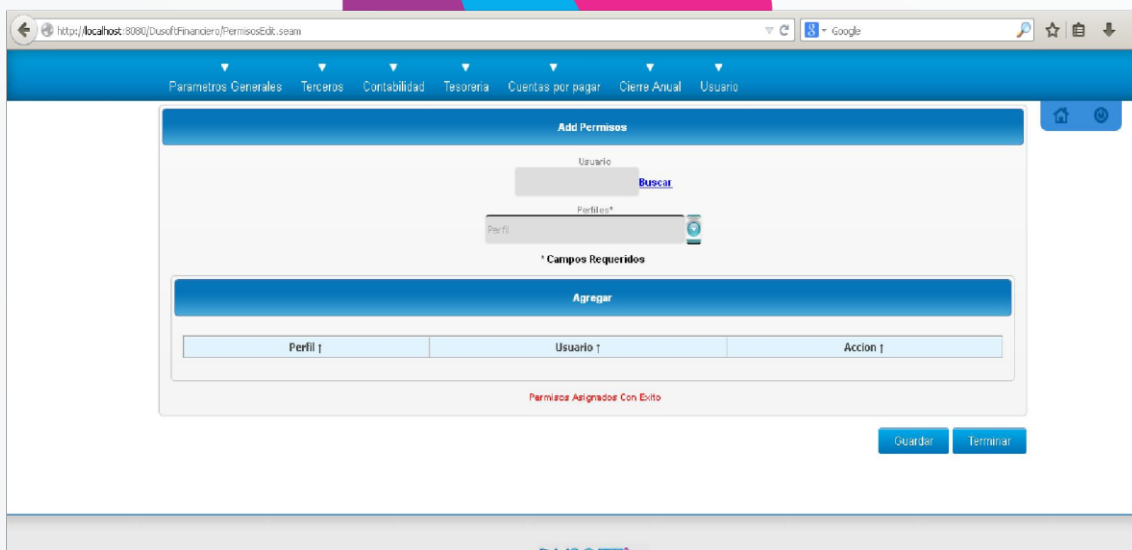 http://localhost:8080/DusoftFinanciero/PermisosEdit.seam
Google
Parametros Generales Terceros Contabilidad Tesoreria Cuentas por pagar Cierre Anual Usuario
Add Permisos
Usuario
Buscar
Perfiles*
Perfil
* Campos Requeridos
Agregar
Perfil ↑ Usuario ↑ Accion ↑
Permisos Asignados Con Exito
Guardar Terminar